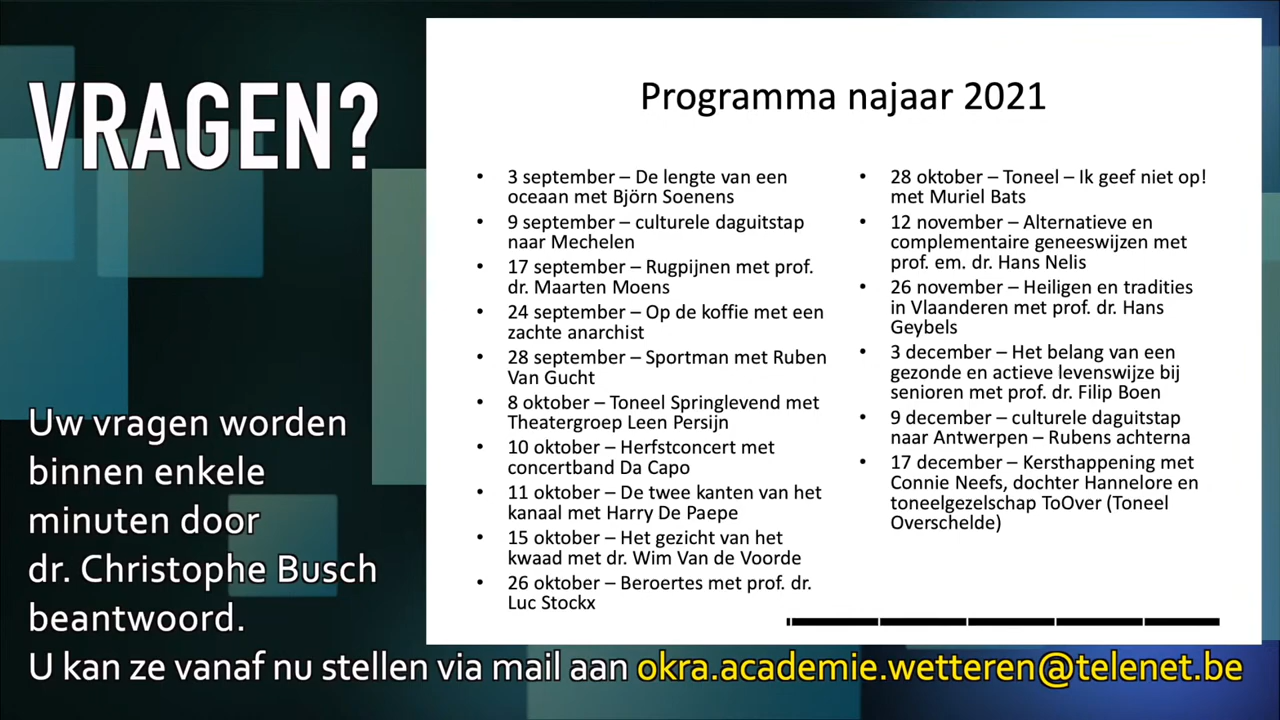 VRAGEN?
Uw vragen worden
binnen enkele
minuten door
dr. Christophe Busch
beantwoord.
U kan ze vanaf nu stellen via mail aan okra.academie.wetteren@telenet.be
Programma najaar 2021
• 3 september – De lengte van een
oceaan met Björn Soenens
• 9 september – culturele daguitstap
naar Mechelen
• 17 september – Rugpijnen met prof.
dr. Maarten Moens
• 24 september – Op de koffie met een
zachte anarchist
• 28 september – Sportman met Ruben
Van Gucht
• 8 oktober – Toneel Springlevend met
Theatergroep Leen Persijn
• 10 oktober – Herfstconcert met
concertband Da Capo
• 11 oktober – De twee kanten van het
kanaal met Harry De Paepe
• 15 oktober – Het gezicht van het
kwaad met dr. Wim Van de Voorde
• 26 oktober – Beroertes met prof. dr.
Luc Stockx
• 28 oktober – Toneel – Ik geef niet op!
met Muriel Bats
• 12 november – Alternatieve en
complementaire geneeswijzen met
prof. em. dr. Hans Nelis
• 26 november – Heiligen en tradities
in Vlaanderen met prof. dr. Hans
Geybels
• 3 december – Het belang van een
gezonde en actieve levenswijze bij
senioren met prof. dr. Filip Boen
• 9 december – culturele daguitstap
naar Antwerpen – Rubens achterna
• 17 december – Kersthappening met
Connie Neefs, dochter Hannelore en
toneelgezelschap ToOver (Toneel
Overschelde)